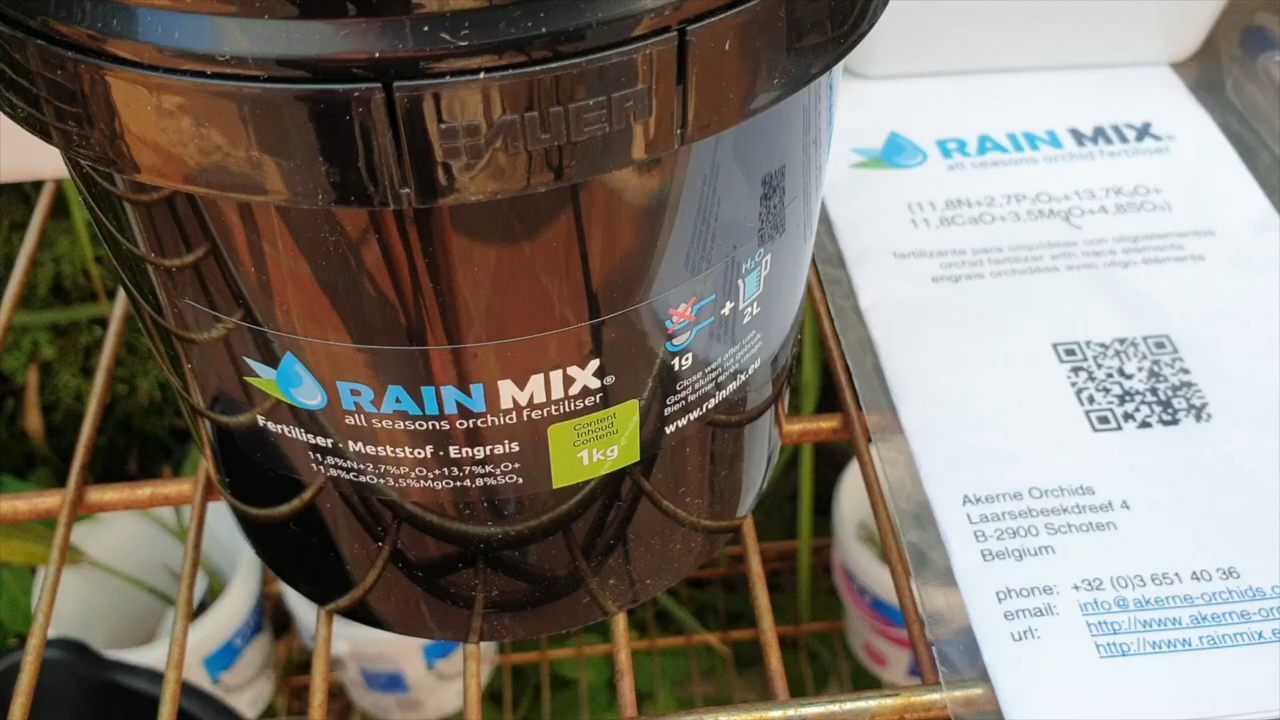 AUER
RAIN MIX®
all seasons orchid fertiliser
Fertiliser · Meststof · Engrais
11,8%N+2,7%P₂O₅+13,7%K₂O+
11,8%CaO+3,5%MgO+4,8%SO₃
Content
Inhoud
Contenu
1kg
H₂O
+
2L
1g
Close well after use
Goed sluiten na gebruik
Bien fermer après usage
www.rainmix.eu
RAIN MIX®
all seasons orchid fertiliser
(11,8N+2,7P₂O₅+13,7K₂O+
11,8CaO+3,5MgO+4,8SO₃)
fertilizante para orquídeas con oligoelementos
orchid fertilizer with trace elements
engrais orchidées avec oligo-éléments
Akerne Orchids
Laarsebeekdreef 4
B-2900 Schoten
Belgium
phone: +32 (0)3 651 40 36
email: info@akerne-orchids.c
url: http://www.akerne-or
http://www.rainmix.e